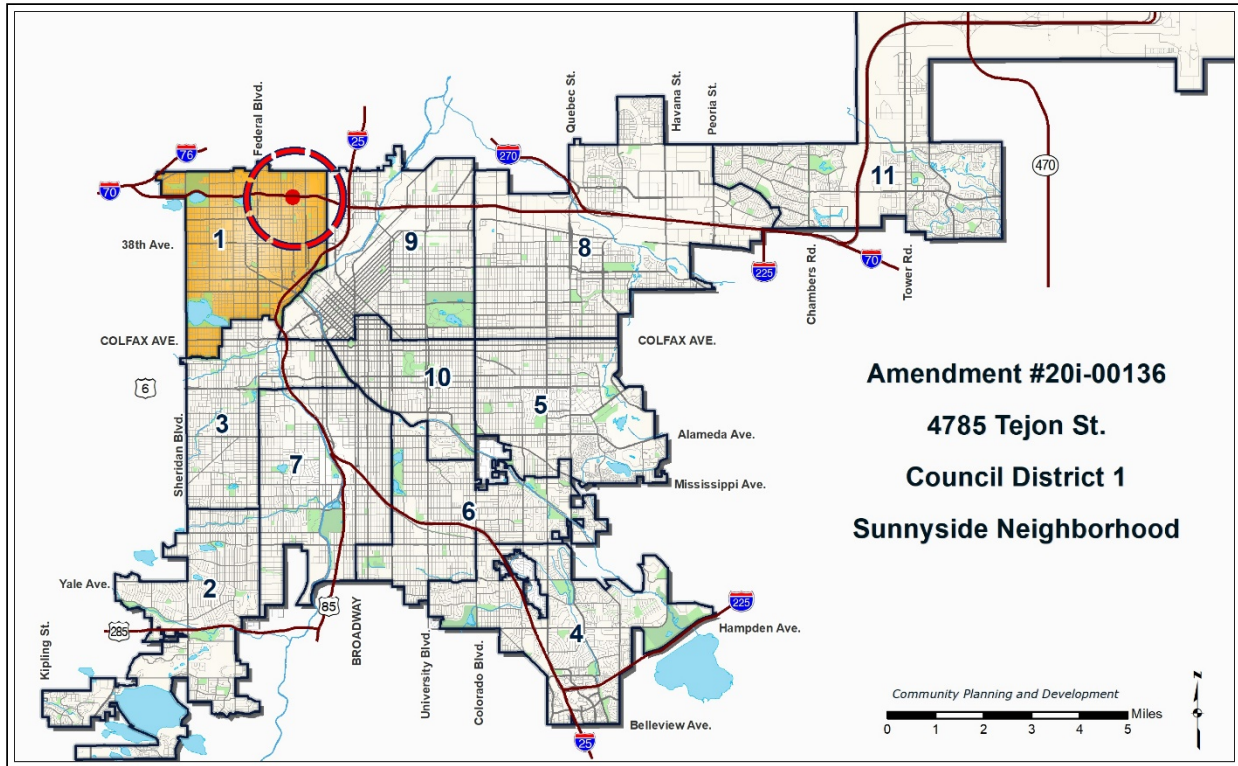 Federal Blvd.
Quebec St.
Havana St.
Peoria St.
76
25
270
70
470
11
38th Ave.
1
9
8
225
70
Chambers Rd.
Tower Rd.
COLFAX AVE.
COLFAX AVE.
6
10
5
3
Sheridan Blvd.
7
Alameda Ave.
Mississippi Ave.
6
Yale Ave.
2
85
BROADWAY
285
Kipling St.
University Blvd.
Colorado Blvd.
4
225
Hampden Ave.
Belleview Ave.
25
Amendment #20i-00136
4785 Tejon St.
Council District 1
Sunnyside Neighborhood
Community Planning and Development
Miles
0 1 2 3 4 5
N